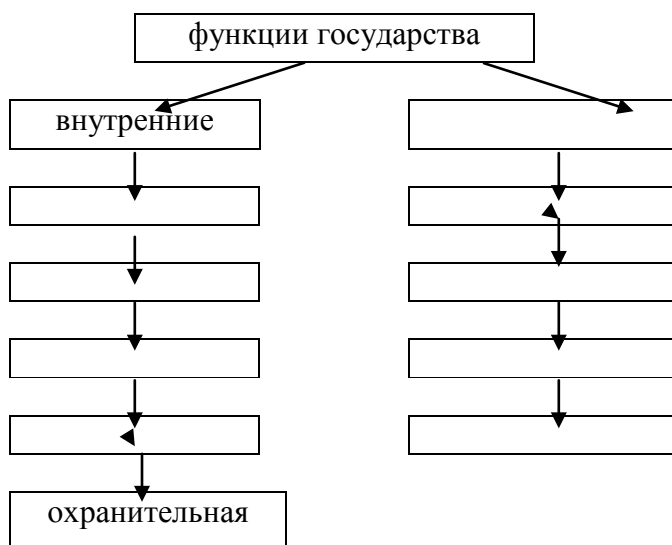 функции государства
внутренние
охранительная